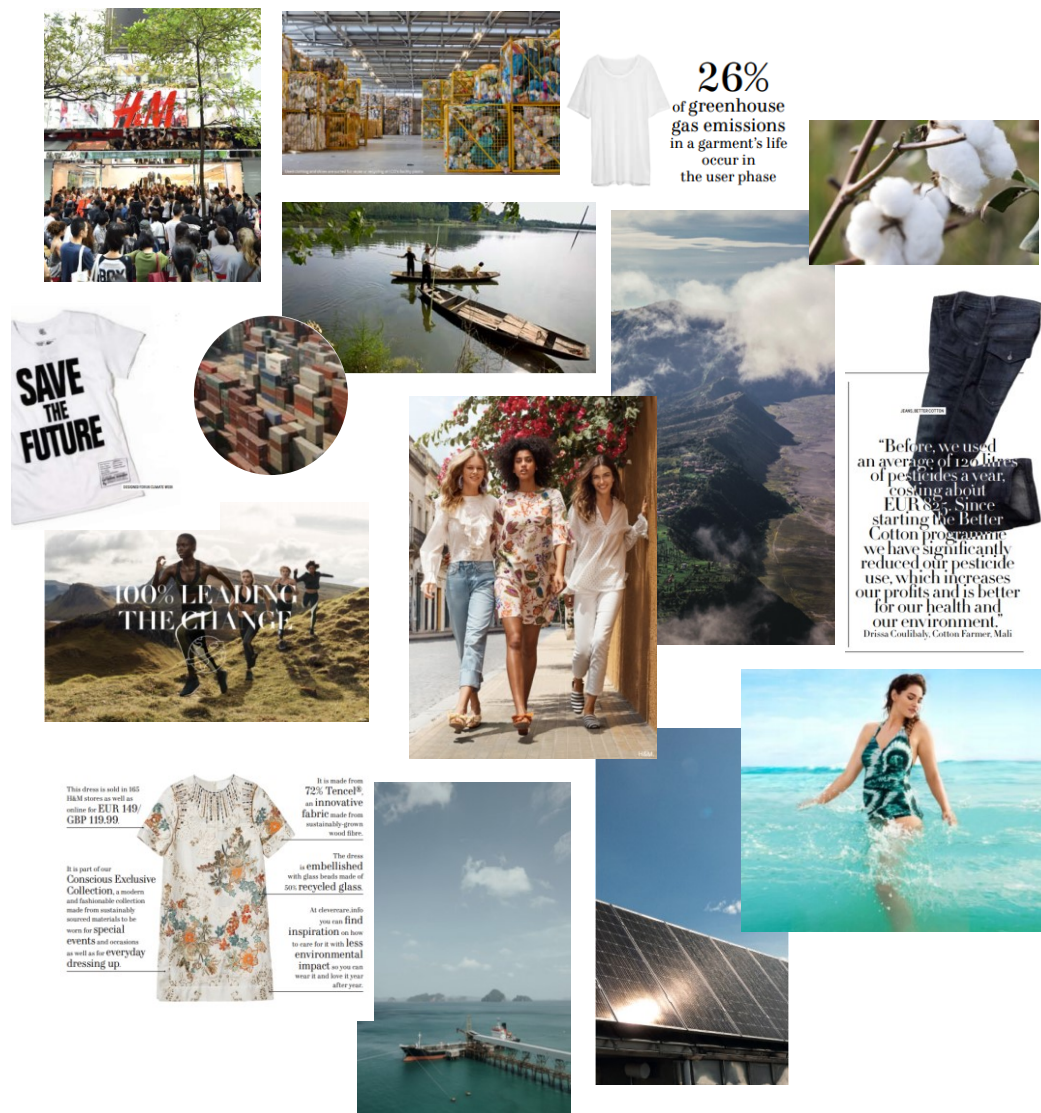 H&M
26%
of greenhouse
gas emissions
in a garment's life
occur in
the user phase
SAVE
THE
FUTURE
JEANS, BETTER COTTON
"Before, we used
an average of 120 litres
of pesticides a year,
costing about
EUR 825. Since
starting the Better
Cotton programme
we have significantly
reduced our pesticide
use, which increases
our profits and is better
for our health and
our environment."
Drissa Coulibaly, Cotton Farmer, Mali
100% LEADING
THE CHANGE
H&M
This dress is sold in 165
H&M stores as well as
online for EUR 149/
GBP 119.99.
It is part of our
Conscious Exclusive
Collection, a modern
and fashionable collection
made from sustainably
sourced materials to be
worn for special
events and occasions
as well as for everyday
dressing up.
It is made from
72% Tencel®,
an innovative
fabric made from
sustainably-grown
wood fibre.
The dress
is embellished
with glass beads made of
50% recycled glass.
At clevercare.info
you can find
inspiration on how
to care for it with less
environmental
impact so you can
wear it and love it year
after year.